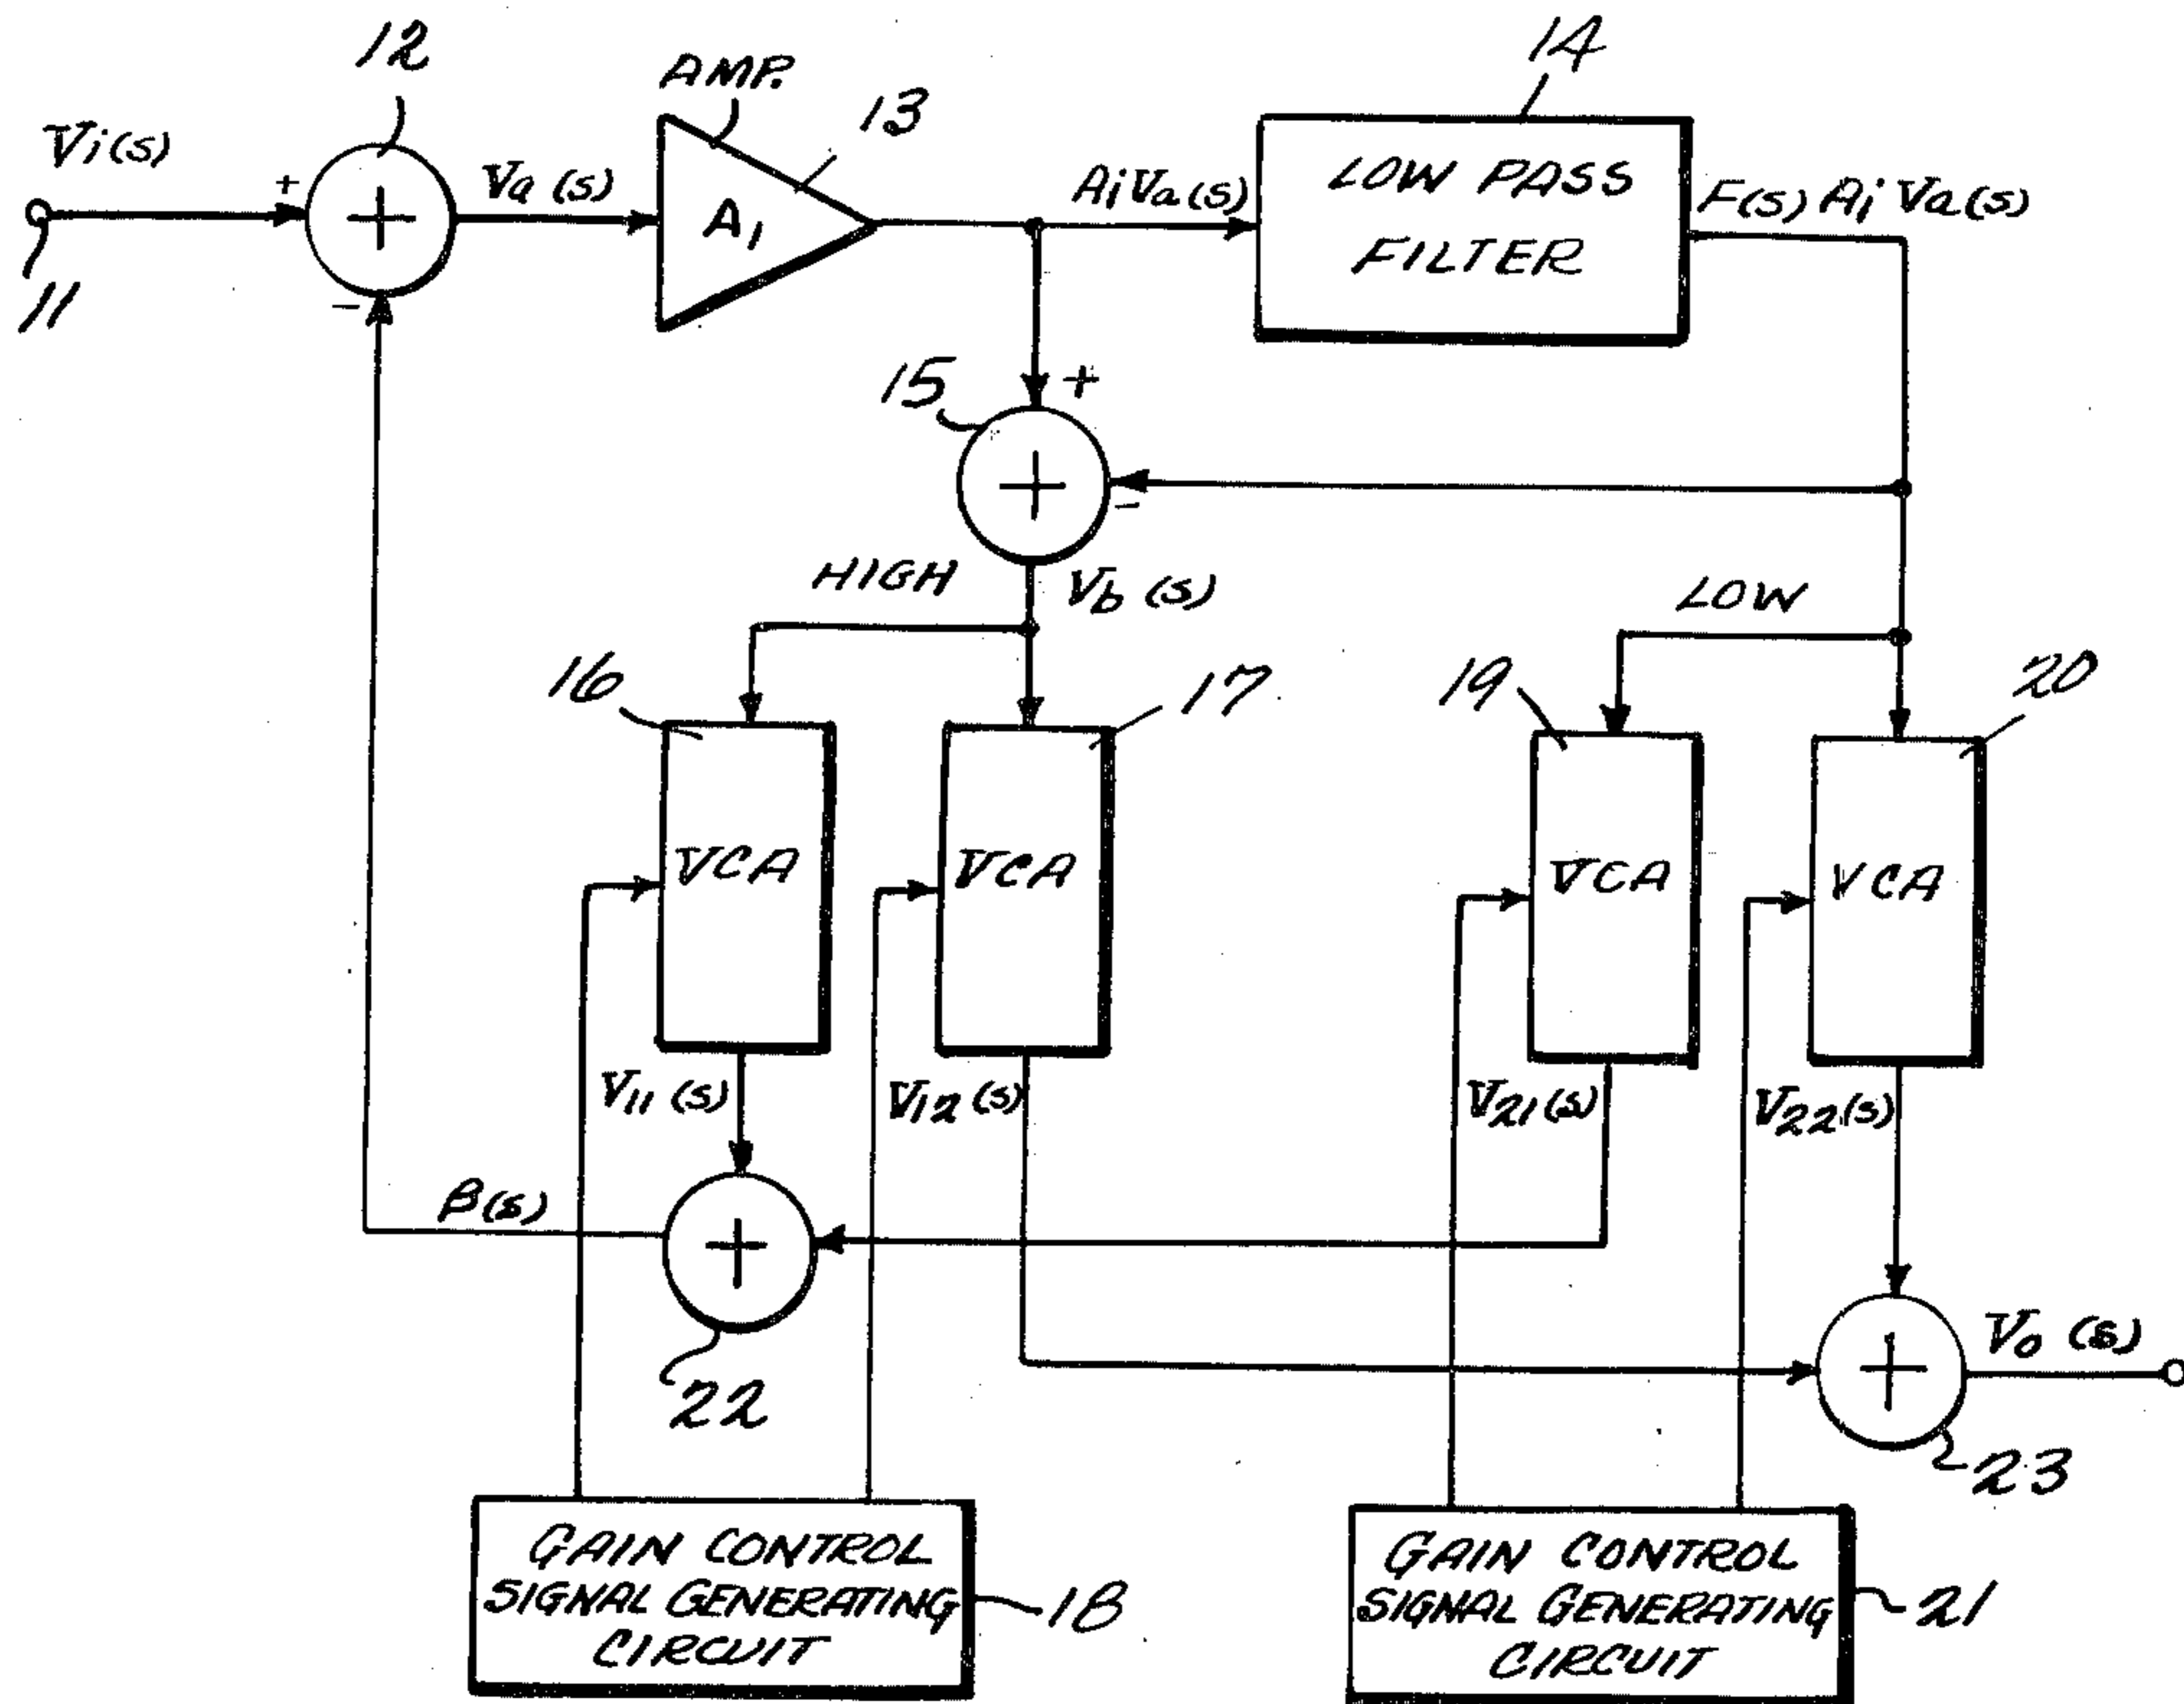 12
AMP.
13
14
Vi(s)
+
Va (s)
A1
AiVa(s)
LOW PASS
FILTER
F(s) Ai Va(s)
+
−
11
15
+
+
−
HIGH
Vb (s)
LOW
16
17
19
20
VCA
VCA
VCA
VCA
V11 (s)
V12 (s)
V21 (s)
V22 (s)
β(s)
+
22
+
Vo (s)
23
GAIN CONTROL
SIGNAL GENERATING
CIRCUIT
18
GAIN CONTROL
SIGNAL GENERATING
CIRCUIT
21